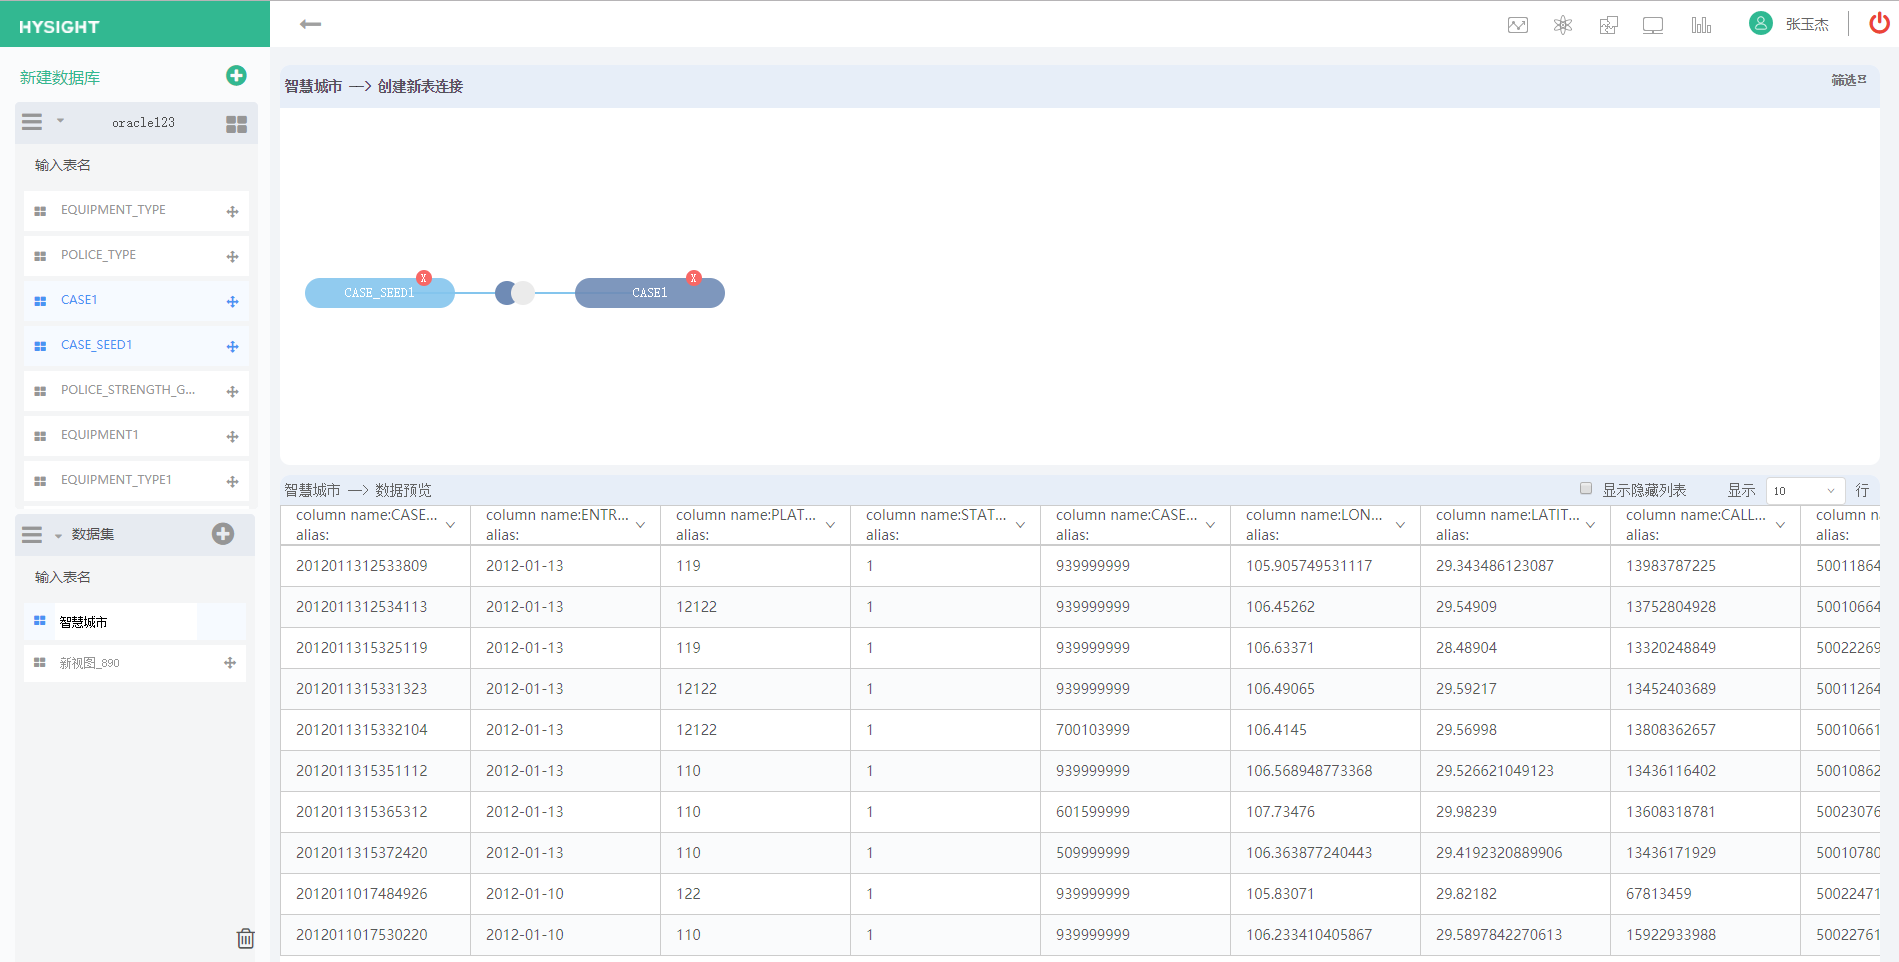 HYSIGHT
张玉杰
新建数据库
oracle123
输入表名
EQUIPMENT_TYPE
POLICE_TYPE
CASE1
CASE_SEED1
POLICE_STRENGTH_G...
EQUIPMENT1
EQUIPMENT_TYPE1
数据集
输入表名
智慧城市
新视图_890
智慧城市 —> 创建新表连接
筛选
CASE_SEED1 X
CASE1 X
智慧城市 —> 数据预览
显示隐藏列表 显示 10 行
column name:CASE... column name:ENTR... column name:PLAT... column name:STAT... column name:CASE... column name:LON... column name:LATIT... column name:CALL... column n
alias: alias: alias: alias: alias: alias: alias: alias: alias:
2012011312533809 2012-01-13 119 1 939999999 105.905749531117 29.343486123087 13983787225 50011864
2012011312534113 2012-01-13 12122 1 939999999 106.45262 29.54909 13752804928 50010664
2012011315325119 2012-01-13 119 1 939999999 106.63371 28.48904 13320248849 50022269
2012011315331323 2012-01-13 12122 1 939999999 106.49065 29.59217 13452403689 50011264
2012011315332104 2012-01-13 12122 1 700103999 106.4145 29.56998 13808362657 50010661
2012011315351112 2012-01-13 110 1 939999999 106.568948773368 29.526621049123 13436116402 50010862
2012011315365312 2012-01-13 110 1 601599999 107.73476 29.98239 13608318781 50023076
2012011315372420 2012-01-13 110 1 509999999 106.363877240443 29.4192320889906 13436171929 50010780
2012011017484926 2012-01-10 122 1 939999999 105.83071 29.82182 67813459 50022471
2012011017530220 2012-01-10 110 1 939999999 106.233410405867 29.5897842270613 15922933988 50022761